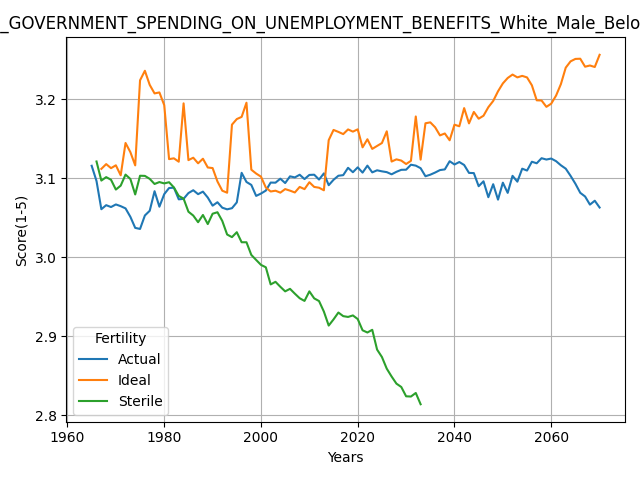 _GOVERNMENT_SPENDING_ON_UNEMPLOYMENT_BENEFITS_White_Male_Belo
Score(1-5)
3.2
3.1
3.0
2.9
2.8
Fertility
Actual
Ideal
Sterile
1960 1980 2000 2020 2040 2060
Years